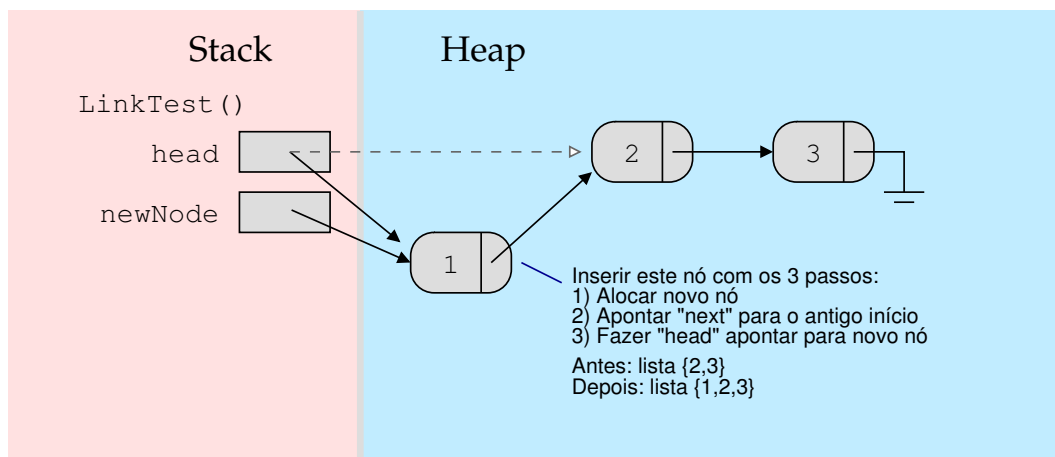 Stack
Heap
LinkTest()
head
2
3
newNode
1
Inserir este nó com os 3 passos:
1) Alocar novo nó
2) Apontar "next" para o antigo início
3) Fazer "head" apontar para novo nó
Antes: lista {2,3}
Depois: lista {1,2,3}